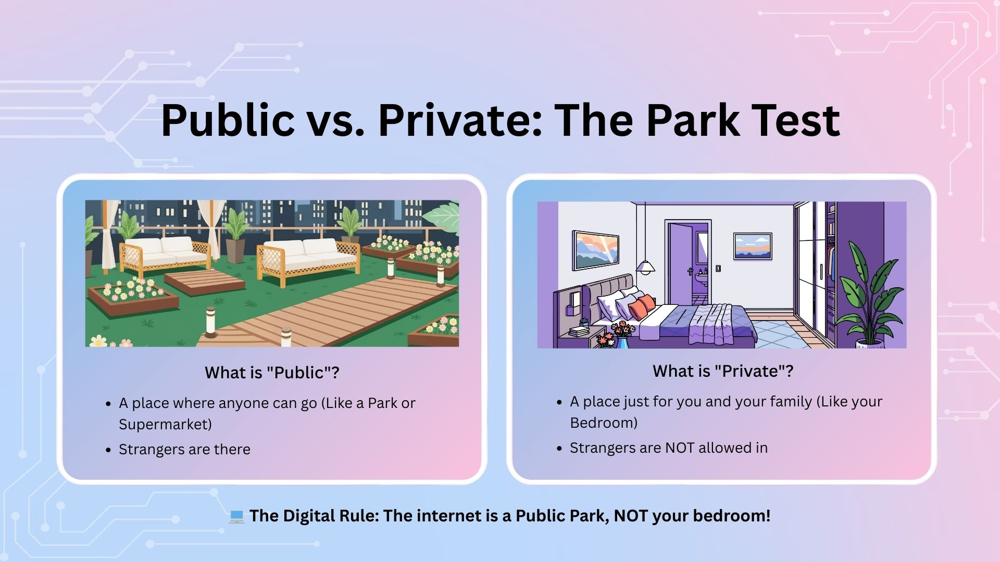 Public vs. Private: The Park Test
What is "Public"?
• A place where anyone can go (Like a Park or
Supermarket)
• Strangers are there
What is "Private"?
• A place just for you and your family (Like your
Bedroom)
• Strangers are NOT allowed in
💻 The Digital Rule: The internet is a Public Park, NOT your bedroom!